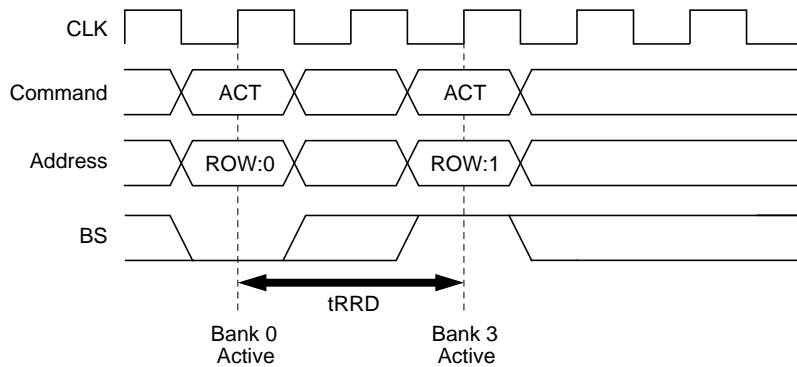 CLK
Command
ACT
ACT
Address
ROW:0
ROW:1
BS
tRRD
Bank 0
Active
Bank 3
Active